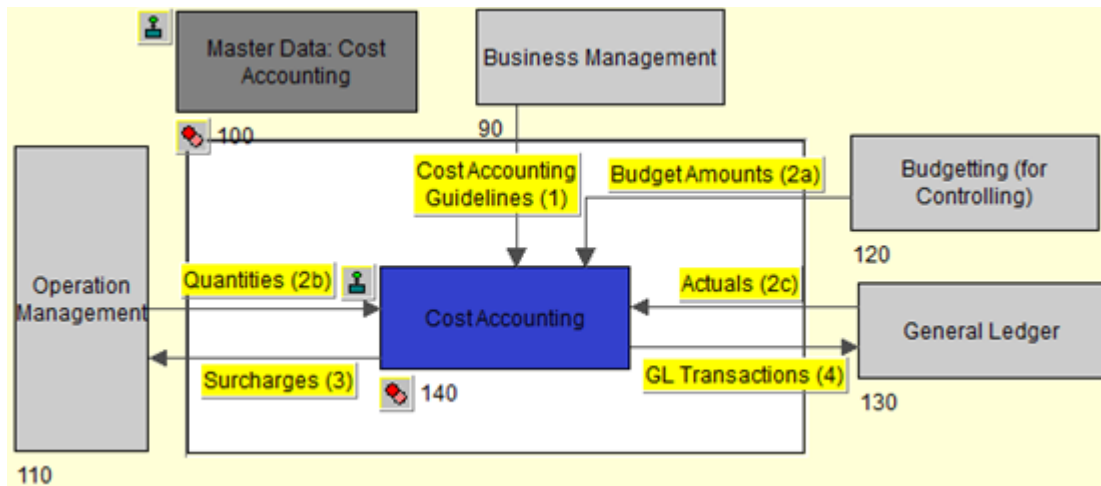 Master Data: Cost
Accounting
Business Management
100
90
Cost Accounting
Guidelines (1)
Budget Amounts (2a)
Budgetting (for
Controlling)
120
Operation
Management
Quantities (2b)
Cost Accounting
Actuals (2c)
General Ledger
Surcharges (3)
GL Transactions (4)
140
130
110